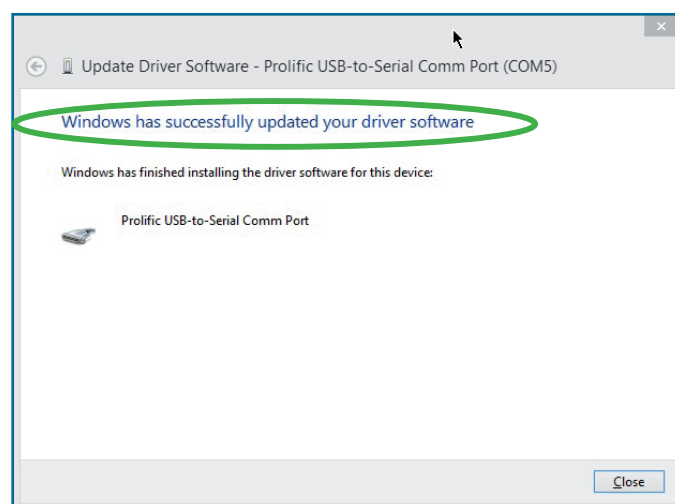 Update Driver Software - Prolific USB-to-Serial Comm Port (COM5)
Windows has successfully updated your driver software
Windows has finished installing the driver software for this device:
Prolific USB-to-Serial Comm Port
Close